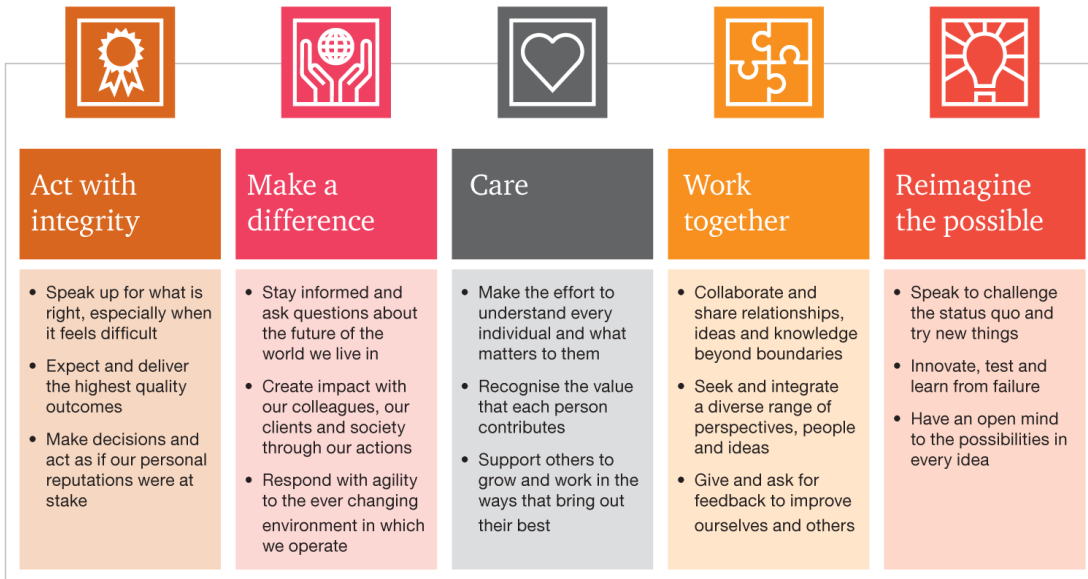 Act with
integrity
• Speak up for what is
right, especially when
it feels difficult
• Expect and deliver
the highest quality
outcomes
• Make decisions and
act as if our personal
reputations were at
stake
Make a
difference
• Stay informed and
ask questions about
the future of the
world we live in
• Create impact with
our colleagues, our
clients and society
through our actions
• Respond with agility
to the ever changing
environment in which
we operate
Care
• Make the effort to
understand every
individual and what
matters to them
• Recognise the value
that each person
contributes
• Support others to
grow and work in the
ways that bring out
their best
Work
together
• Collaborate and
share relationships,
ideas and knowledge
beyond boundaries
• Seek and integrate
a diverse range of
perspectives, people
and ideas
• Give and ask for
feedback to improve
ourselves and others
Reimagine
the possible
• Speak to challenge
the status quo and
try new things
• Innovate, test and
learn from failure
• Have an open mind
to the possibilities in
every idea